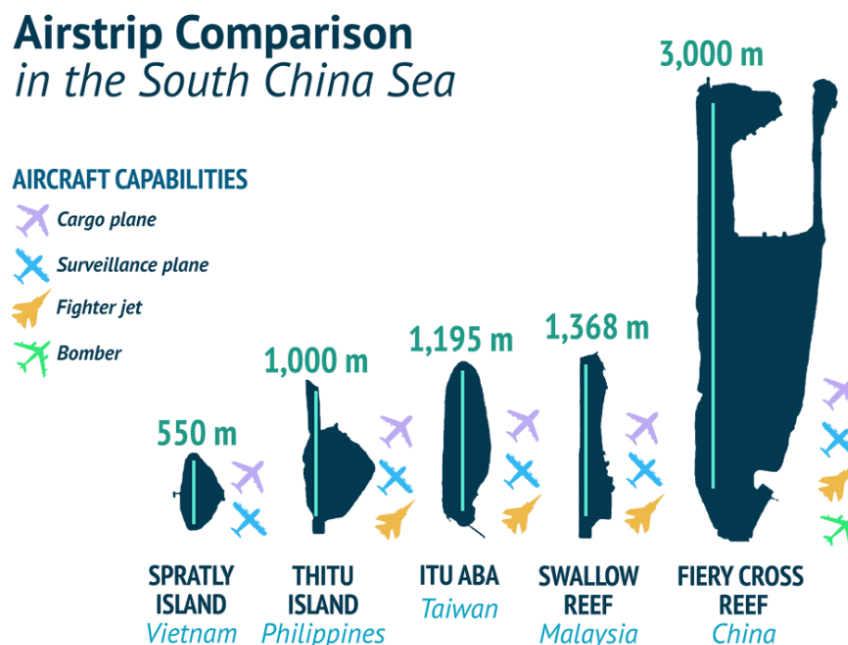 Airstrip Comparison
in the South China Sea
AIRCRAFT CAPABILITIES
Cargo plane
Surveillance plane
Fighter jet
Bomber
550 m
1,000 m
1,195 m
1,368 m
3,000 m
SPRATLY
ISLAND
Vietnam
THITU
ISLAND
Philippines
ITU ABA
Taiwan
SWALLOW
REEF
Malaysia
FIERY CROSS
REEF
China